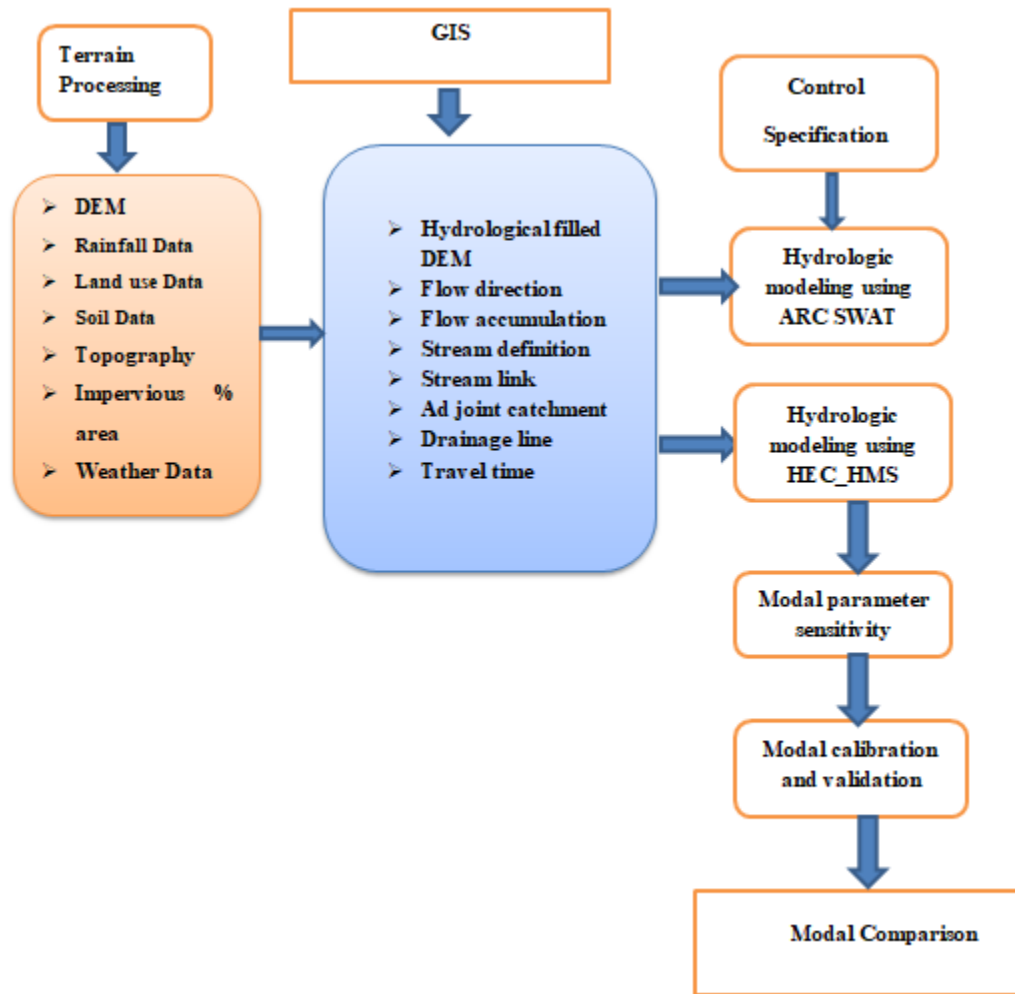 Terrain
Processing
GIS
Control
Specification
➢ DEM
➢ Rainfall Data
➢ Land use Data
➢ Soil Data
➢ Topography
➢ Impervious %
area
➢ Weather Data
➢ Hydrological filled
DEM
➢ Flow direction
➢ Flow accumulation
➢ Stream definition
➢ Stream link
➢ Ad joint catchment
➢ Drainage line
➢ Travel time
Hydrologic
modeling using
ARC SWAT
Hydrologic
modeling using
HEC_HMS
Modal parameter
sensitivity
Modal calibration
and validation
Modal Comparison